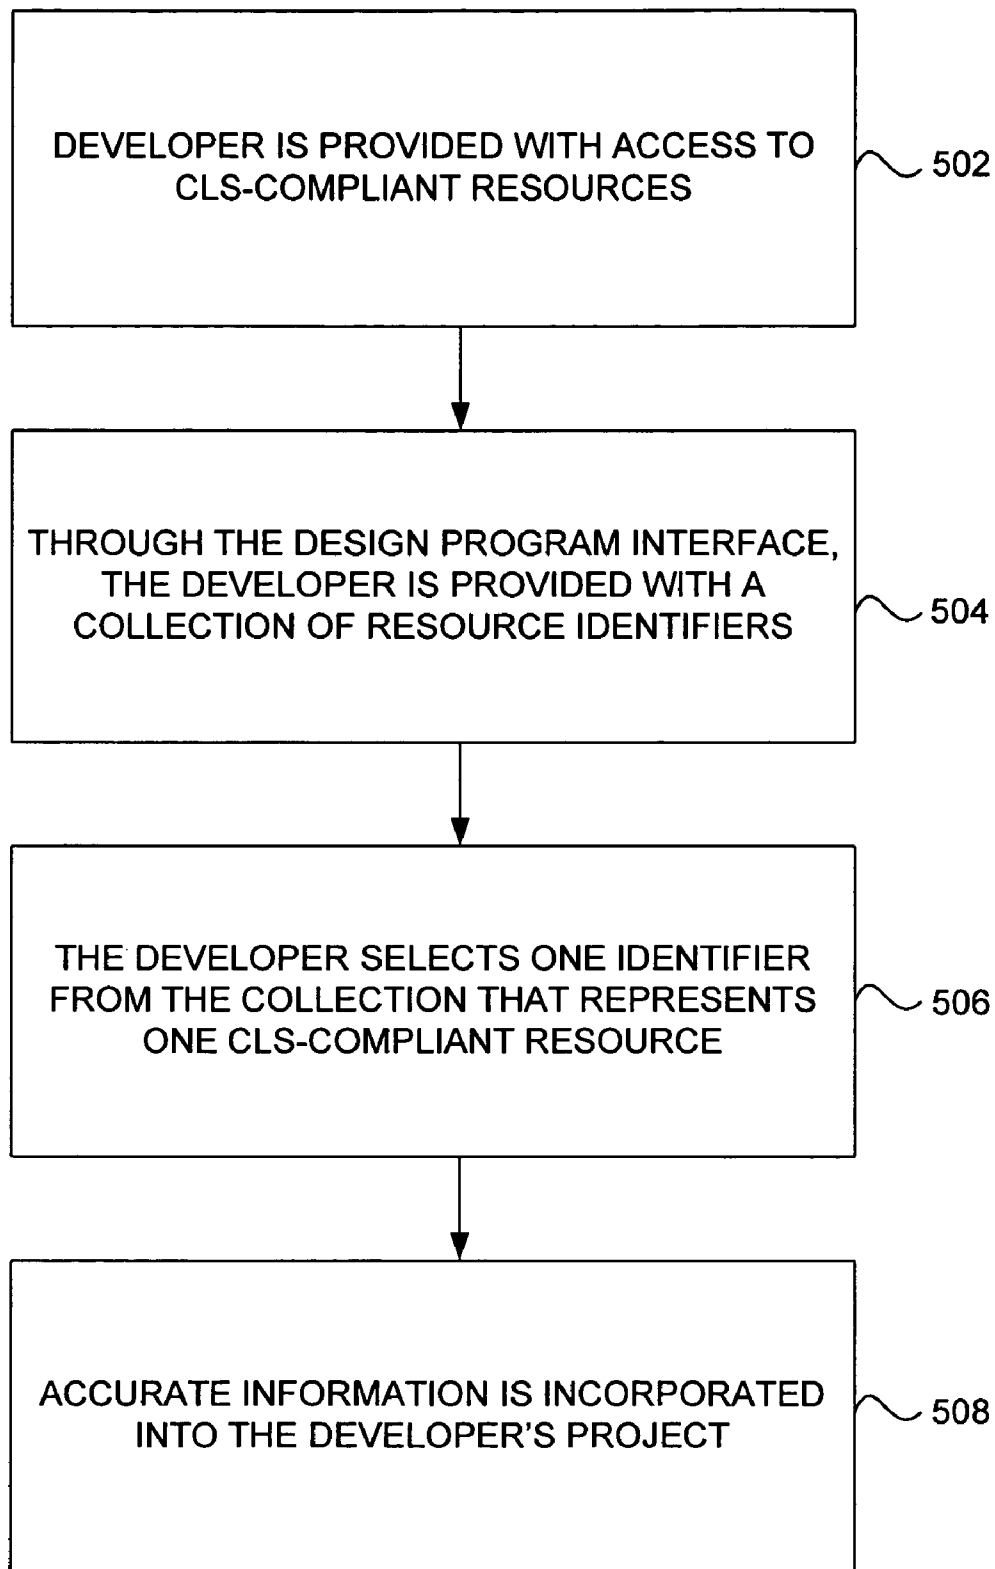 DEVELOPER IS PROVIDED WITH ACCESS TO
CLS-COMPLIANT RESOURCES
502
THROUGH THE DESIGN PROGRAM INTERFACE,
THE DEVELOPER IS PROVIDED WITH A
COLLECTION OF RESOURCE IDENTIFIERS
504
THE DEVELOPER SELECTS ONE IDENTIFIER
FROM THE COLLECTION THAT REPRESENTS
ONE CLS-COMPLIANT RESOURCE
506
ACCURATE INFORMATION IS INCORPORATED
INTO THE DEVELOPER'S PROJECT
508